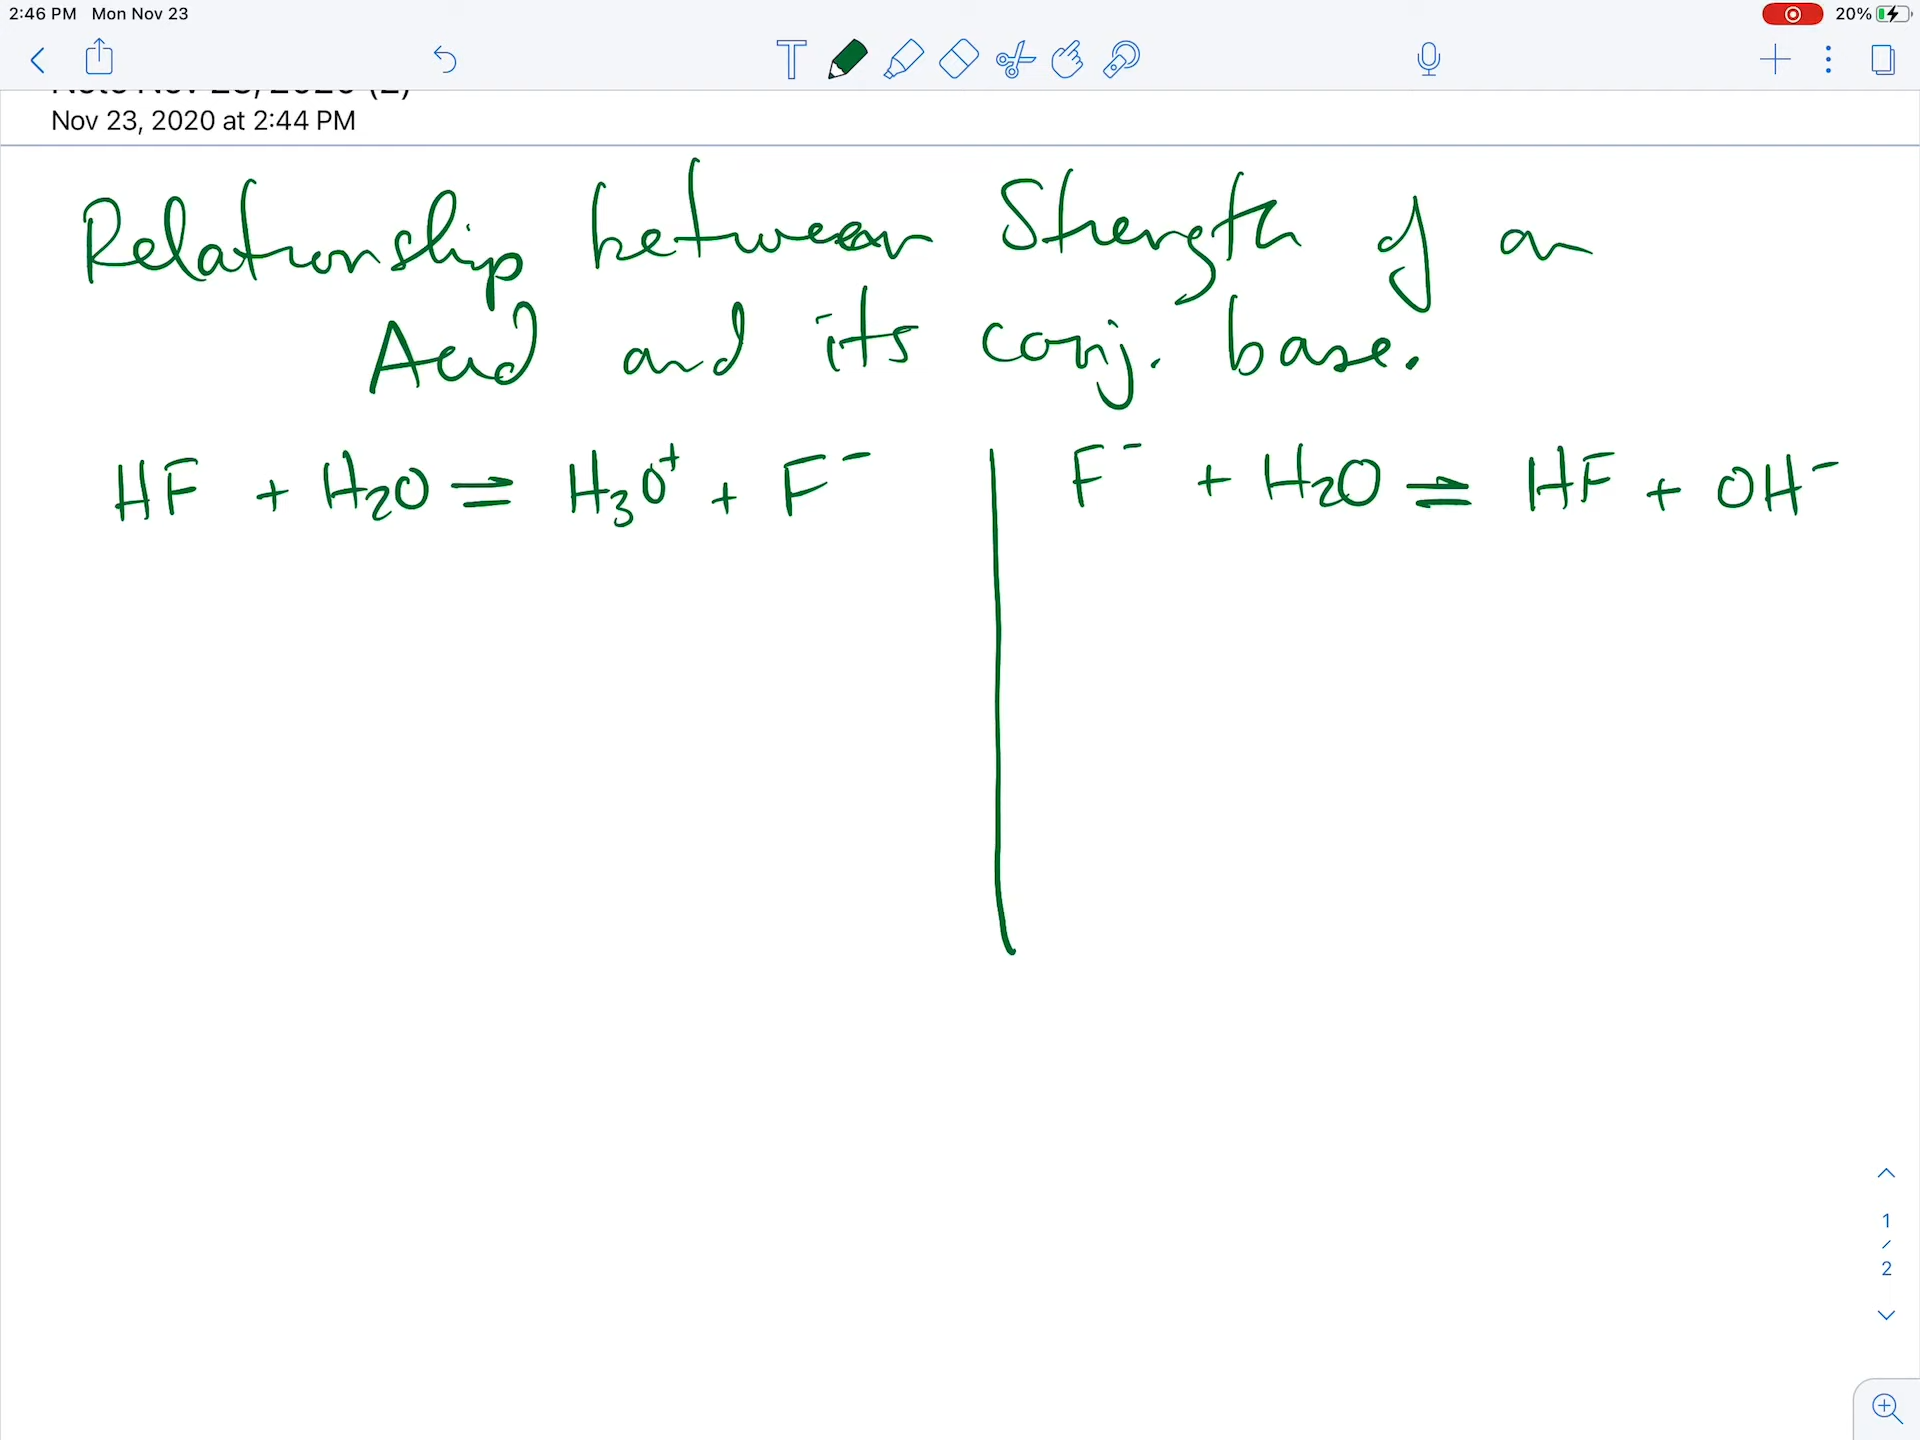 2:46 PM Mon Nov 23
20%
T
Nov 23, 2020 at 2:44 PM
Relationship between Strength of an
Acid and its conj. base.
HF + H₂O ⇌ H₃O⁺ + F⁻
F⁻ + H₂O ⇌ HF + OH⁻
1
/
2